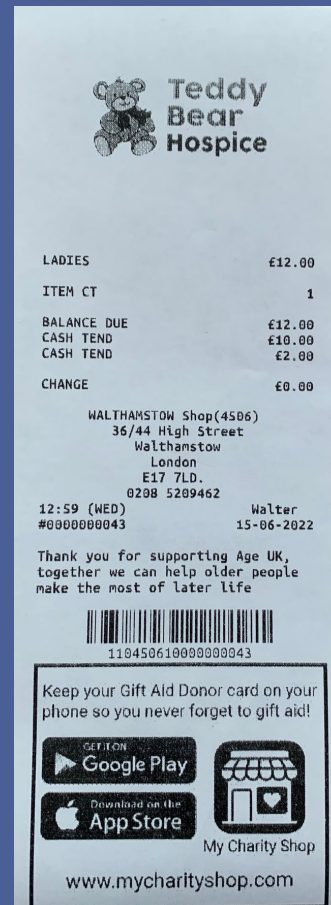 Teddy
Bear
Hospice
LADIES £12.00
ITEM CT 1
BALANCE DUE £12.00
CASH TEND £10.00
CASH TEND £2.00
CHANGE £0.00
WALTHAMSTOW Shop(4506)
36/44 High Street
Walthamstow
London
E17 7LD.
0208 5209462
12:59 (WED) Walter
#0000000043 15-06-2022
Thank you for supporting Age UK,
together we can help older people
make the most of later life
110450610000000043
Keep your Gift Aid Donor card on your
phone so you never forget to gift aid!
GET IT ON
Google Play
Download on the
App Store
My Charity Shop
www.mycharityshop.com